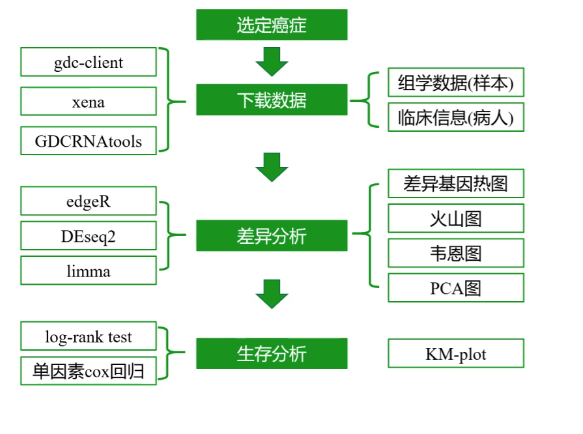 选定癌症
gdc-client
xena
GDCRNAtools
下载数据
组学数据(样本)
临床信息(病人)
edgeR
DEseq2
limma
差异分析
差异基因热图
火山图
韦恩图
PCA图
log-rank test
单因素cox回归
生存分析
KM-plot